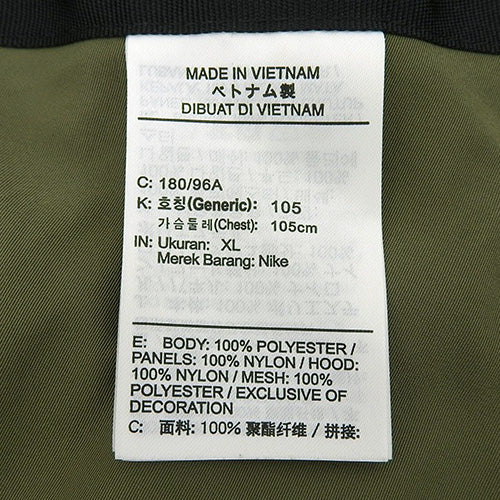 MADE IN VIETNAM
ベトナム製
DIBUAT DI VIETNAM
C: 180/96A
K: 호칭(Generic): 105
가슴둘레(Chest): 105cm
IN: Ukuran: XL
Merek Barang: Nike
E: BODY: 100% POLYESTER /
PANELS: 100% NYLON / HOOD:
100% NYLON / MESH: 100%
POLYESTER / EXCLUSIVE OF
DECORATION
C: 面料: 100% 聚酯纤维 / 拼接: